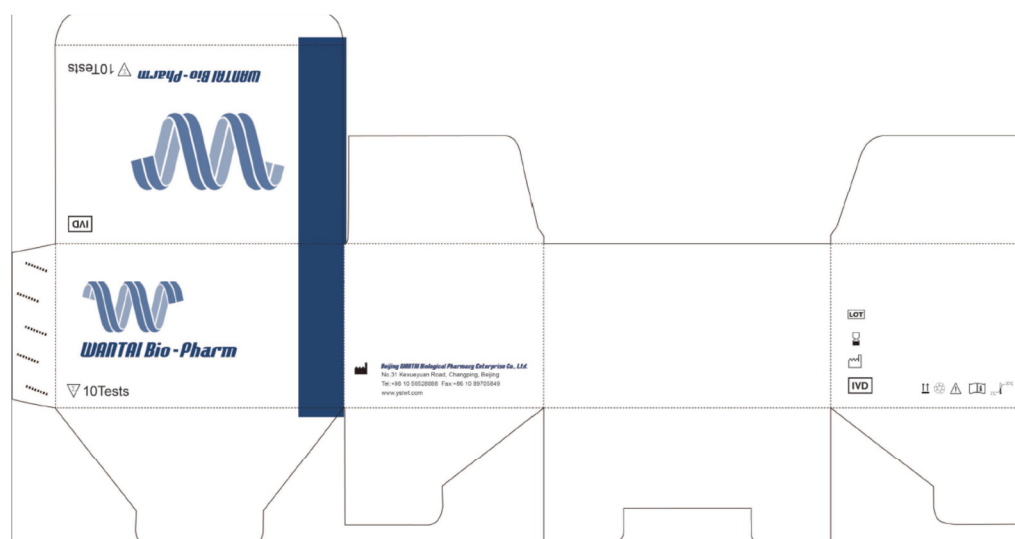 10Tests WANTAI Bio-Pharm
IVD
WANTAI Bio-Pharm
10Tests
Beijing WANTAI Biological Pharmacy Enterprise Co., Ltd.
No.31 Kexueyuan Road, Changping, Beijing
Tel:+86 10 59528888 Fax:+86 10 89705849
www.ystwt.com
LOT
IVD